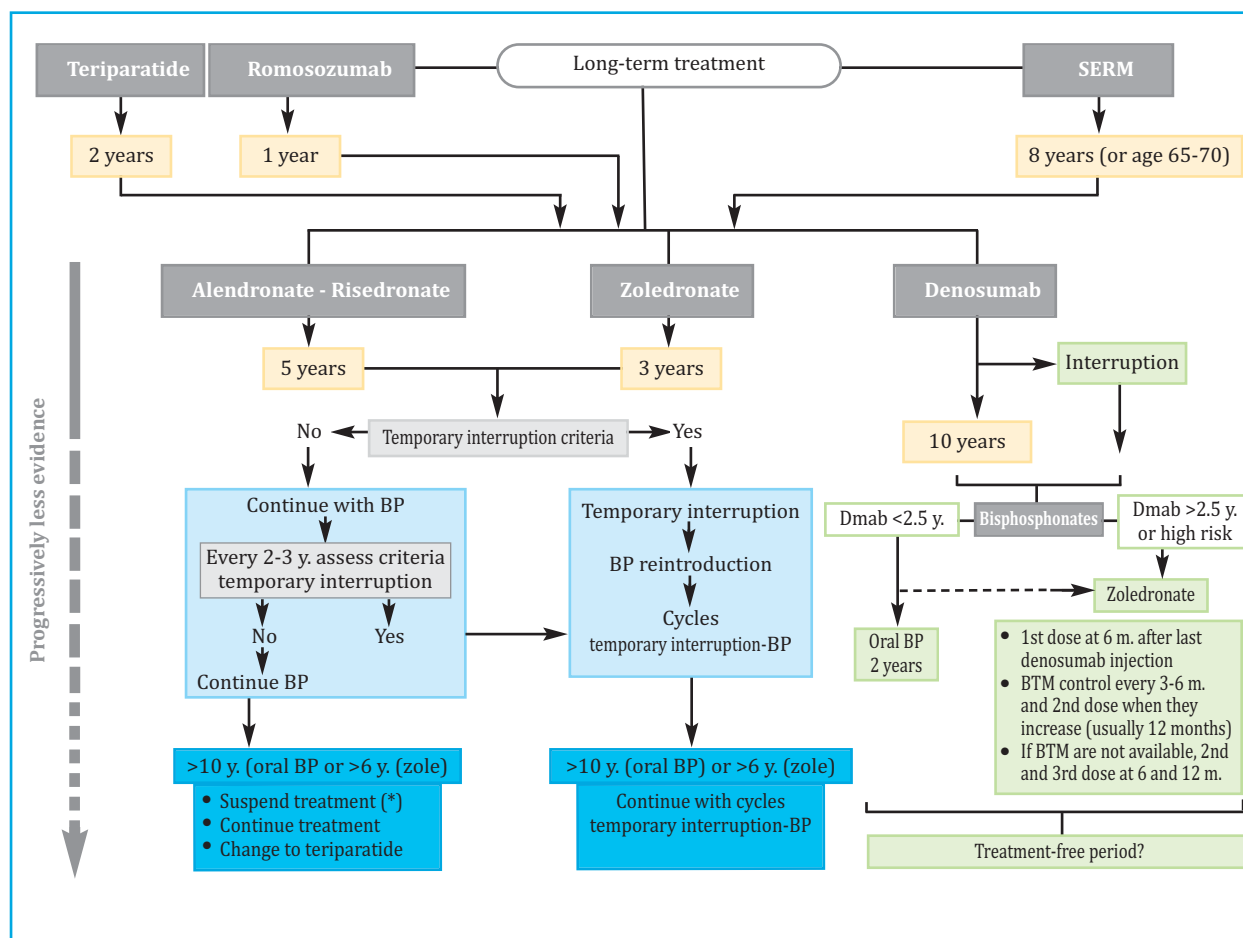 Teriparatide
Romosozumab
Long-term treatment
SERM
2 years
1 year
8 years (or age 65-70)
Progressively less evidence
Alendronate - Risedronate
Zoledronate
Denosumab
5 years
3 years
Interruption
No
Temporary interruption criteria
Yes
10 years
Continue with BP
Every 2-3 y. assess criteria
temporary interruption
No
Yes
Continue BP
Temporary interruption
BP reintroduction
Cycles
temporary interruption-BP
Dmab <2.5 y.
Bisphosphonates
Dmab >2.5 y.
or high risk
Zoledronate
Oral BP
2 years
• 1st dose at 6 m. after last
denosumab injection
• BTM control every 3-6 m.
and 2nd dose when they
increase (usually 12 months)
• If BTM are not available, 2nd
and 3rd dose at 6 and 12 m.
>10 y. (oral BP or >6 y. (zole)
• Suspend treatment (*)
• Continue treatment
• Change to teriparatide
>10 y. (oral BP) or >6 y. (zole)
Continue with cycles
temporary interruption-BP
Treatment-free period?